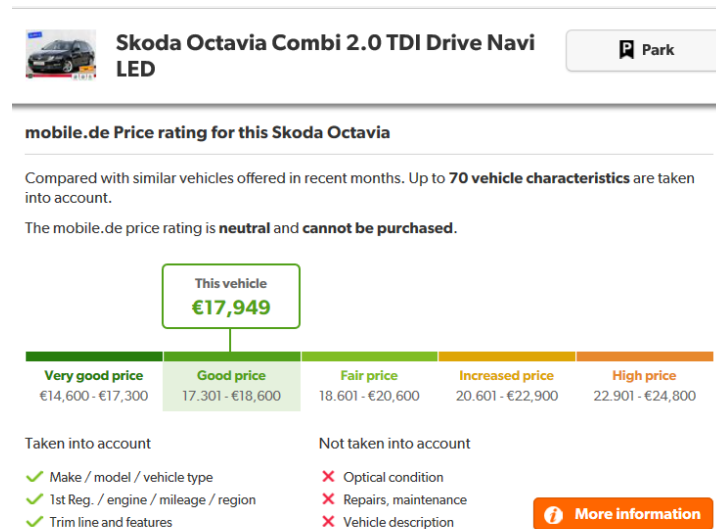 Skoda Octavia Combi 2.0 TDI Drive Navi
LED
Park
mobile.de Price rating for this Skoda Octavia
Compared with similar vehicles offered in recent months. Up to 70 vehicle characteristics are taken
into account.
The mobile.de price rating is neutral and cannot be purchased.
This vehicle
€17,949
Very good price
€14,600 - €17,300
Good price
17.301 - €18,600
Fair price
18.601 - €20,600
Increased price
20.601 - €22,900
High price
22.901 - €24,800
Taken into account
Make / model / vehicle type
1st Reg. / engine / mileage / region
Trim line and features
Not taken into account
Optical condition
Repairs, maintenance
Vehicle description
More information